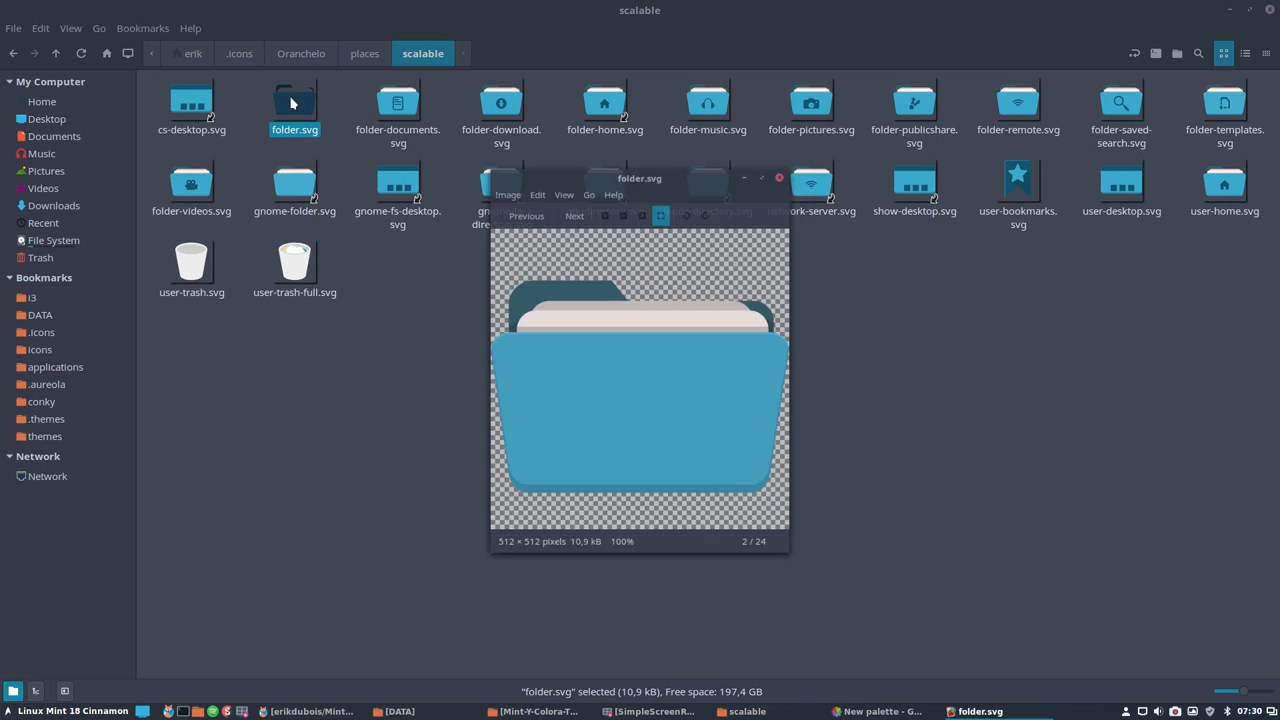 scalable
File Edit View Go Bookmarks Help
erik .icons Oranchelo places scalable
My Computer
Home
Desktop
Documents
Music
Pictures
Videos
Downloads
Recent
File System
Trash
Bookmarks
I3
DATA
.icons
icons
applications
.aureola
conky
.themes
themes
Network
Network
cs-desktop.svg folder.svg folder-documents. folder-download. folder-home.svg folder-music.svg folder-pictures.svg folder-publicshare. folder-remote.svg folder-saved- folder-templates.
svg svg svg search.svg svg
folder-videos.svg gnome-folder.svg gnome-fs-desktop. network-server.svg show-desktop.svg user-bookmarks. user-desktop.svg user-home.svg
svg svg
user-trash.svg user-trash-full.svg
folder.svg
Image Edit View Go Help
Previous Next
512 × 512 pixels 10,9 kB 100% 2 / 24
"folder.svg" selected (10,9 kB), Free space: 197,4 GB
Linux Mint 18 Cinnamon [erikdubois/Mint... [DATA] [Mint-Y-Colora-T... [SimpleScreenR... scalable New palette - G... folder.svg 07:30